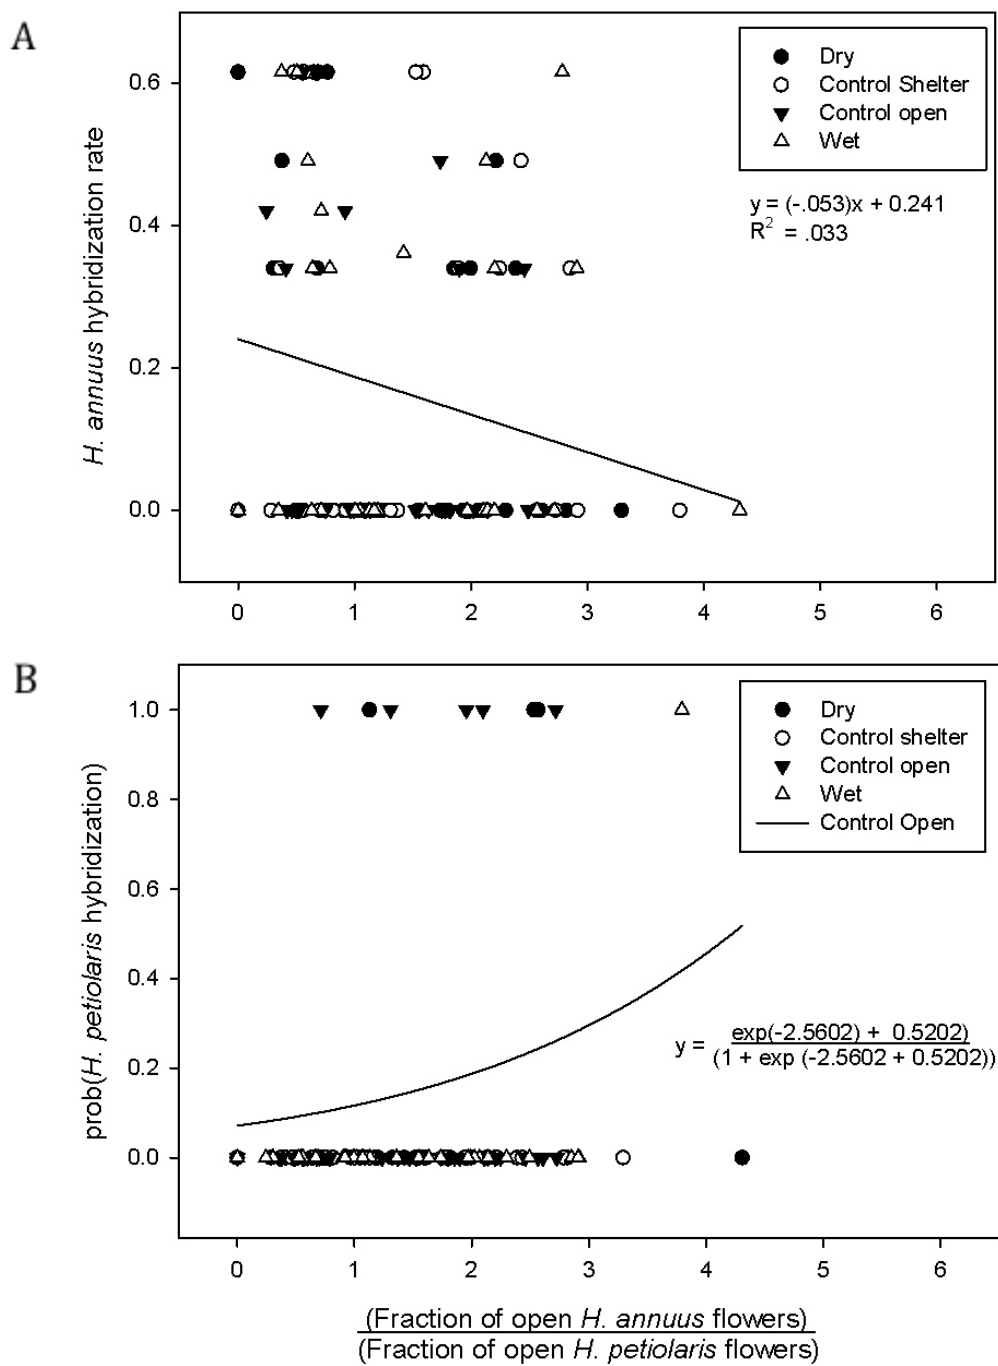 A
Dry
Control Shelter
Control open
Wet
y = (-.053)x + 0.241
R² = .033
H. annuus hybridization rate
0.6
0.4
0.2
0.0
0 1 2 3 4 5 6
B
Dry
Control shelter
Control open
Wet
Control Open
prob(H. petiolaris hybridization)
1.0
0.8
0.6
0.4
0.2
0.0
y = exp(-2.5602) + 0.5202)
(1 + exp (-2.5602 + 0.5202))
0 1 2 3 4 5 6
(Fraction of open H. annuus flowers)
(Fraction of open H. petiolaris flowers)